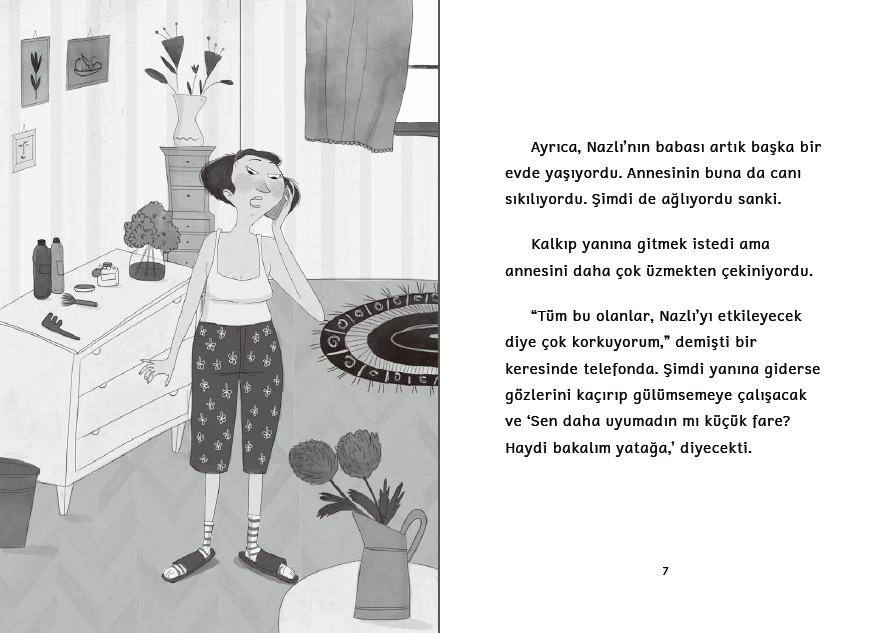 Ayrıca, Nazlı’nın babası artık başka bir
evde yaşıyordu. Annesinin buna da canı
sıkılıyordu. Şimdi de ağlıyordu sanki.
Kalkıp yanına gitmek istedi ama
annesini daha çok üzmekten çekiniyordu.
“Tüm bu olanlar, Nazlı’yı etkileyecek
diye çok korkuyorum,” demişti bir
keresinde telefonda. Şimdi yanına giderse
gözlerini kaçırıp gülümsemeye çalışacak
ve ‘Sen daha uyumadın mı küçük fare?
Haydi bakalım yatağa,’ diyecekti.
7